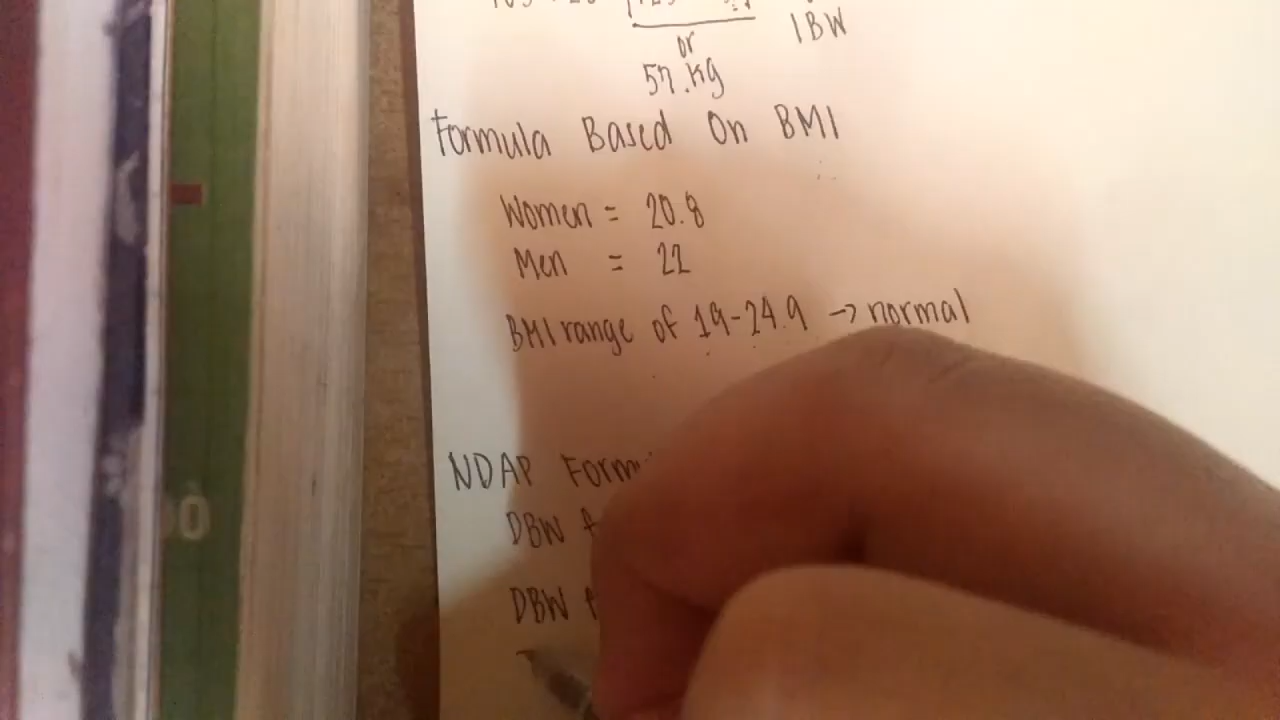 IBW
or
57.kg
Formula Based On BMI
Women = 20.8
Men = 22
BMI range of 19-24.9 → normal
NDAP
DBW
DBW
0